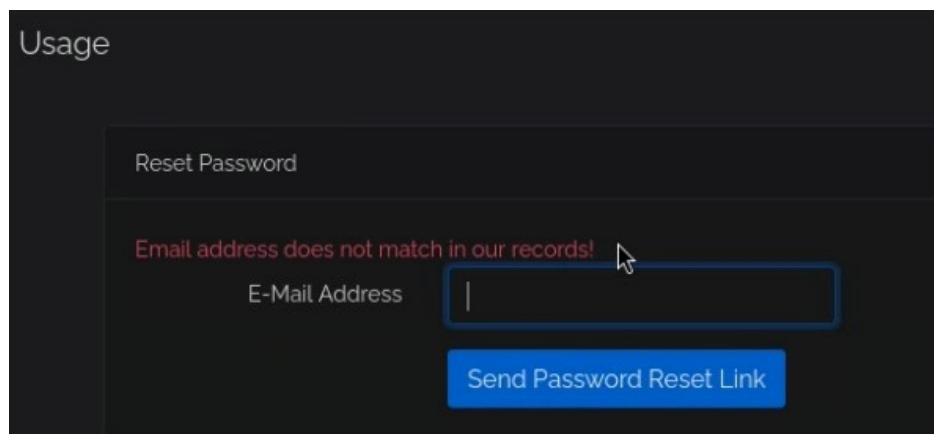 Usage
Reset Password
Email address does not match in our records!
E-Mail Address
Send Password Reset Link